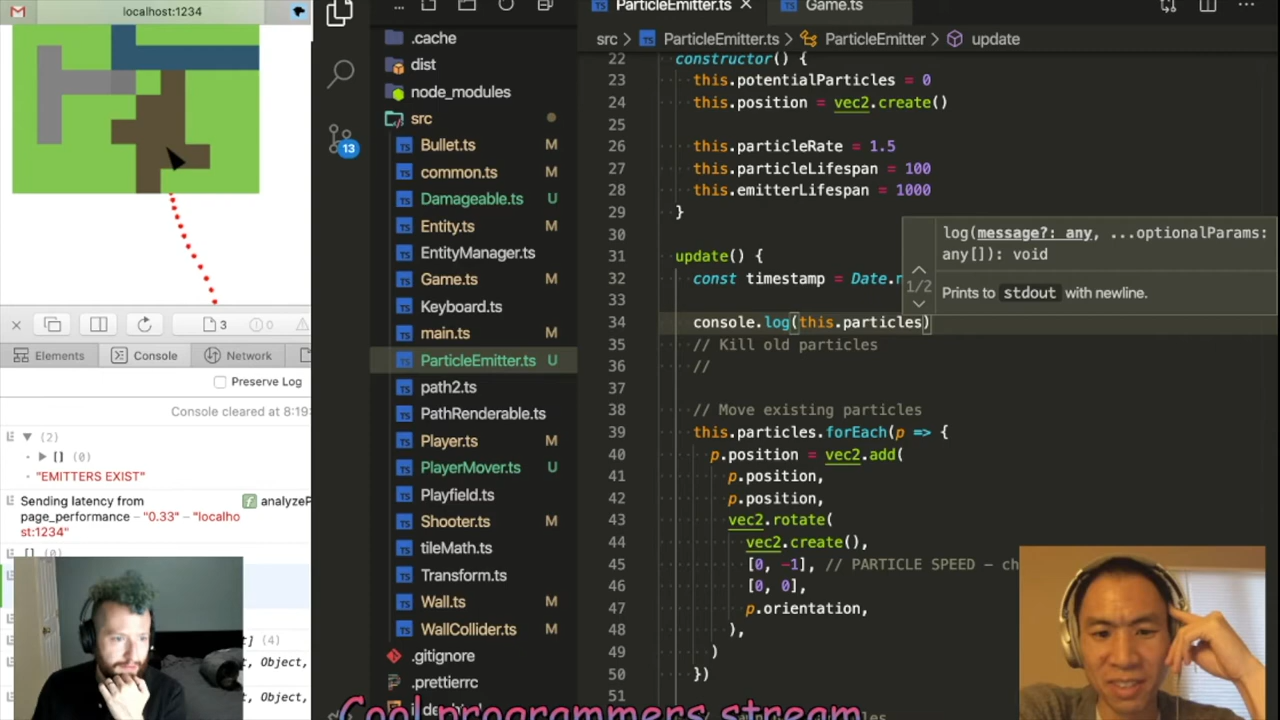 localhost:1234
3
0
Elements
Console
Network
Preserve Log
Console cleared at 8:19
(2)
[] (0)
"EMITTERS EXIST"
Sending latency from
page_performance – "0.33" – "localho
st:1234"
analyzeP
[] (0)
] (4)
t, Object,
t, Object,
13
.cache
dist
node_modules
src
Bullet.ts M
common.ts M
Damageable.ts U
Entity.ts M
EntityManager.ts
Game.ts M
Keyboard.ts
main.ts M
ParticleEmitter.ts U
path2.ts
PathRenderable.ts
Player.ts M
PlayerMover.ts U
Playfield.ts
Shooter.ts M
tileMath.ts
Transform.ts
Wall.ts M
WallCollider.ts M
.gitignore
.prettierrc
ParticleEmitter.ts
Game.ts
src > ParticleEmitter.ts > ParticleEmitter > update
22 constructor() {
23 this.potentialParticles = 0
24 this.position = vec2.create()
25
26 this.particleRate = 1.5
27 this.particleLifespan = 100
28 this.emitterLifespan = 1000
29 }
30
31 update() {
32 const timestamp = Date.n
33
34 console.log(this.particles)
35 // Kill old particles
36 //
37
38 // Move existing particles
39 this.particles.forEach(p => {
40 p.position = vec2.add(
41 p.position,
42 p.position,
43 vec2.rotate(
44 vec2.create(),
45 [0, -1], // PARTICLE SPEED – ch
46 [0, 0],
47 p.orientation,
48 ),
49 )
50 })
51
log(message?: any, ...optionalParams:
any[]): void
1/2
Prints to stdout with newline.
Cool programmers stream